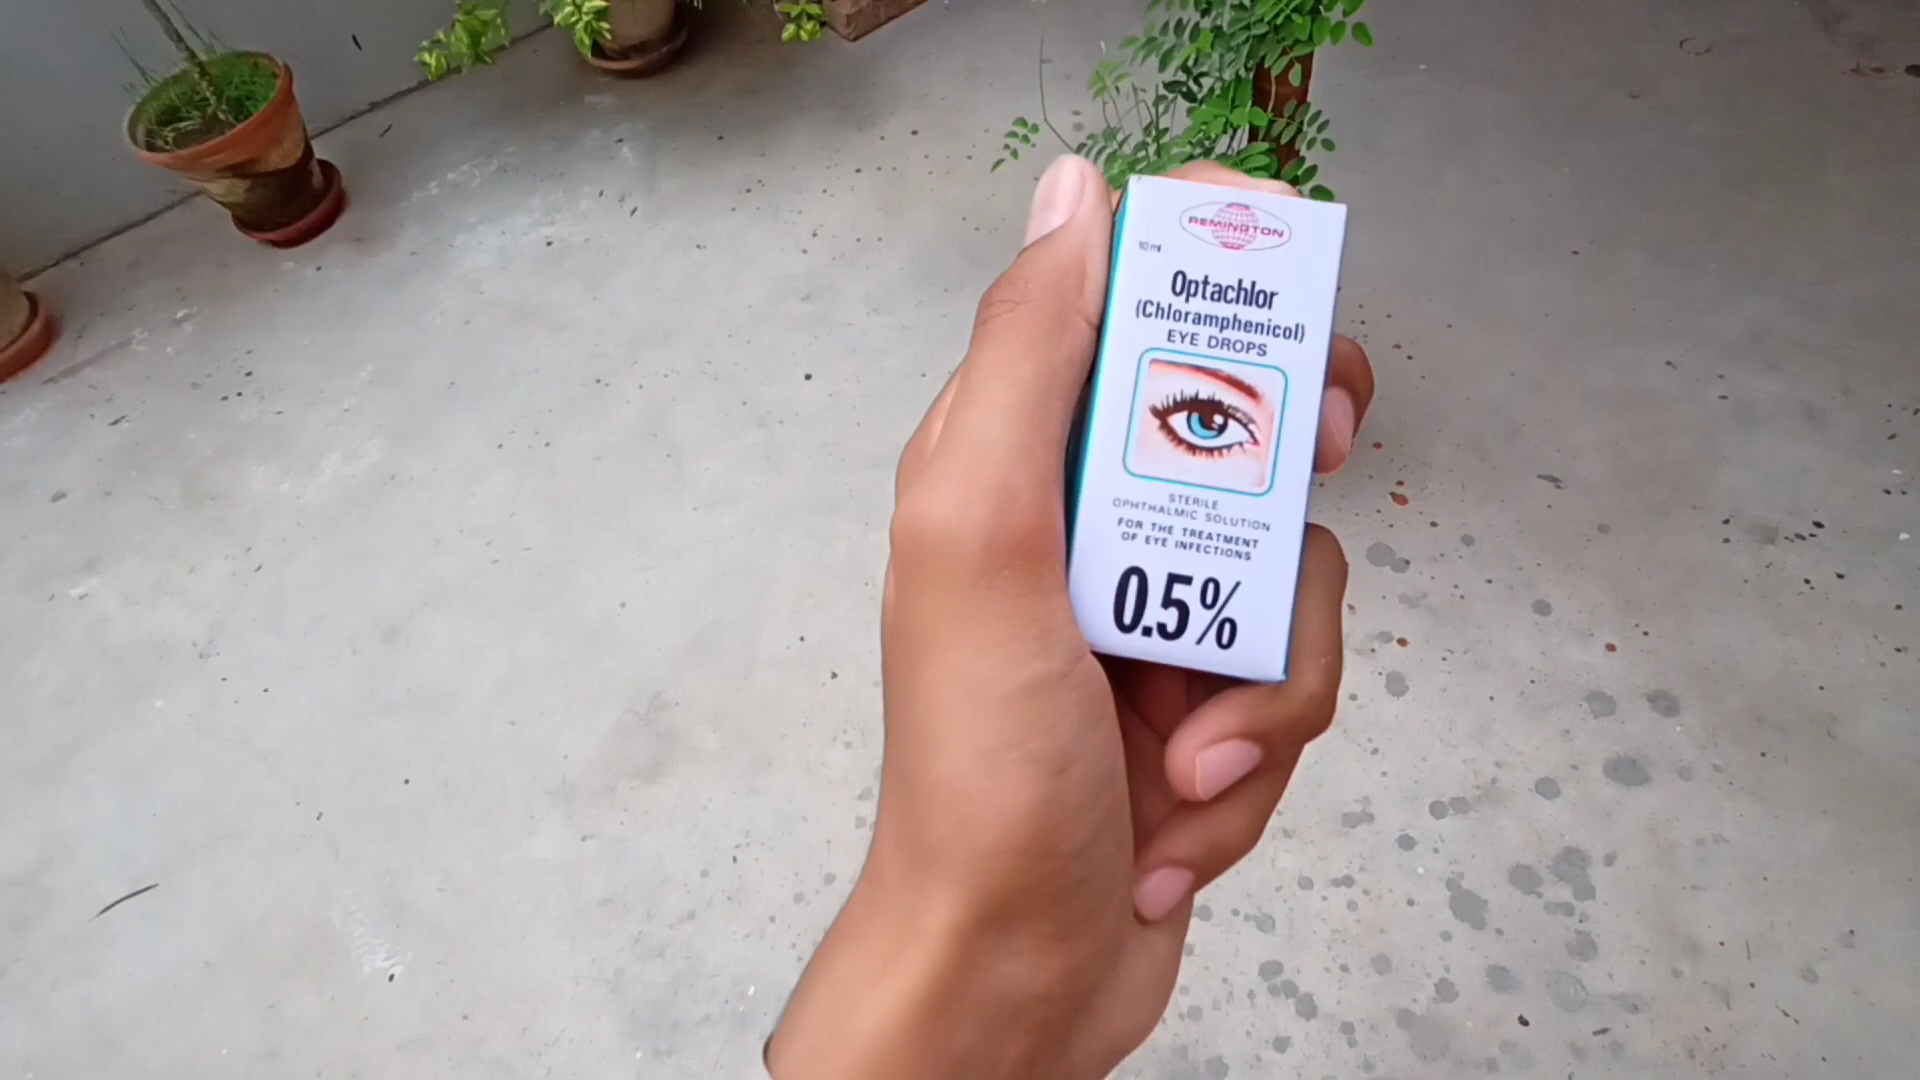 REMINGTON
10 ml
Optachlor
(Chloramphenicol)
EYE DROPS
STERILE
OPHTHALMIC SOLUTION
FOR THE TREATMENT
OF EYE INFECTIONS
0.5%